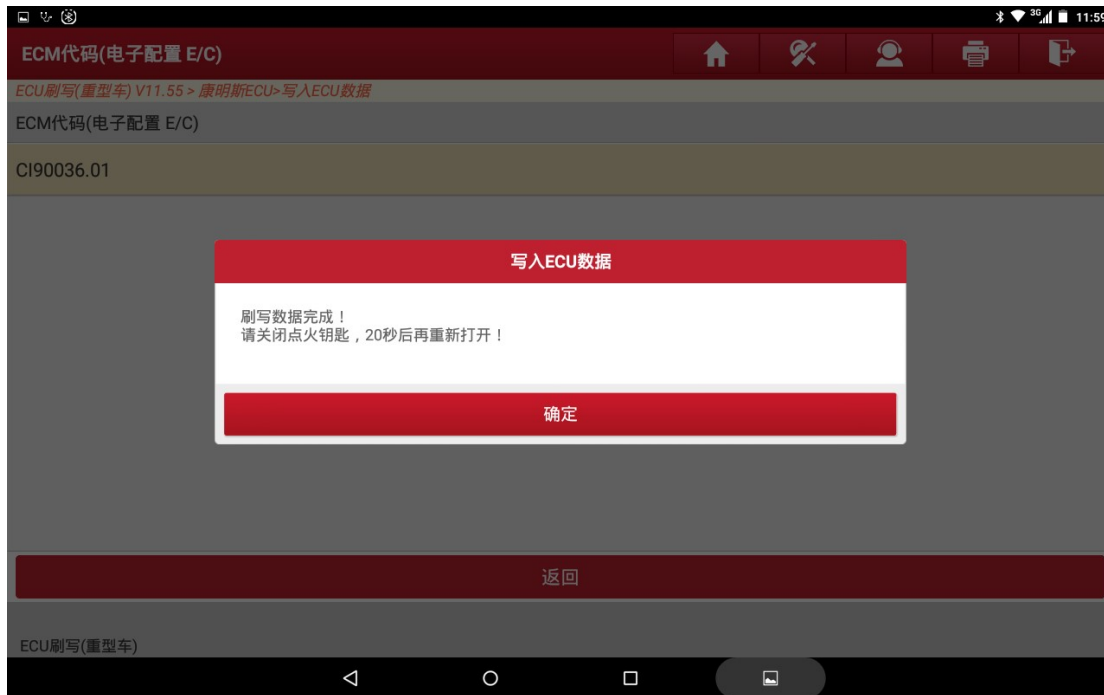 3G 11:59
ECM代码(电子配置 E/C)
ECU刷写(重型车) V11.55 > 康明斯ECU>写入ECU数据
ECM代码(电子配置 E/C)
CI90036.01
写入ECU数据
刷写数据完成！
请关闭点火钥匙，20秒后再重新打开！
确定
返回
ECU刷写(重型车)